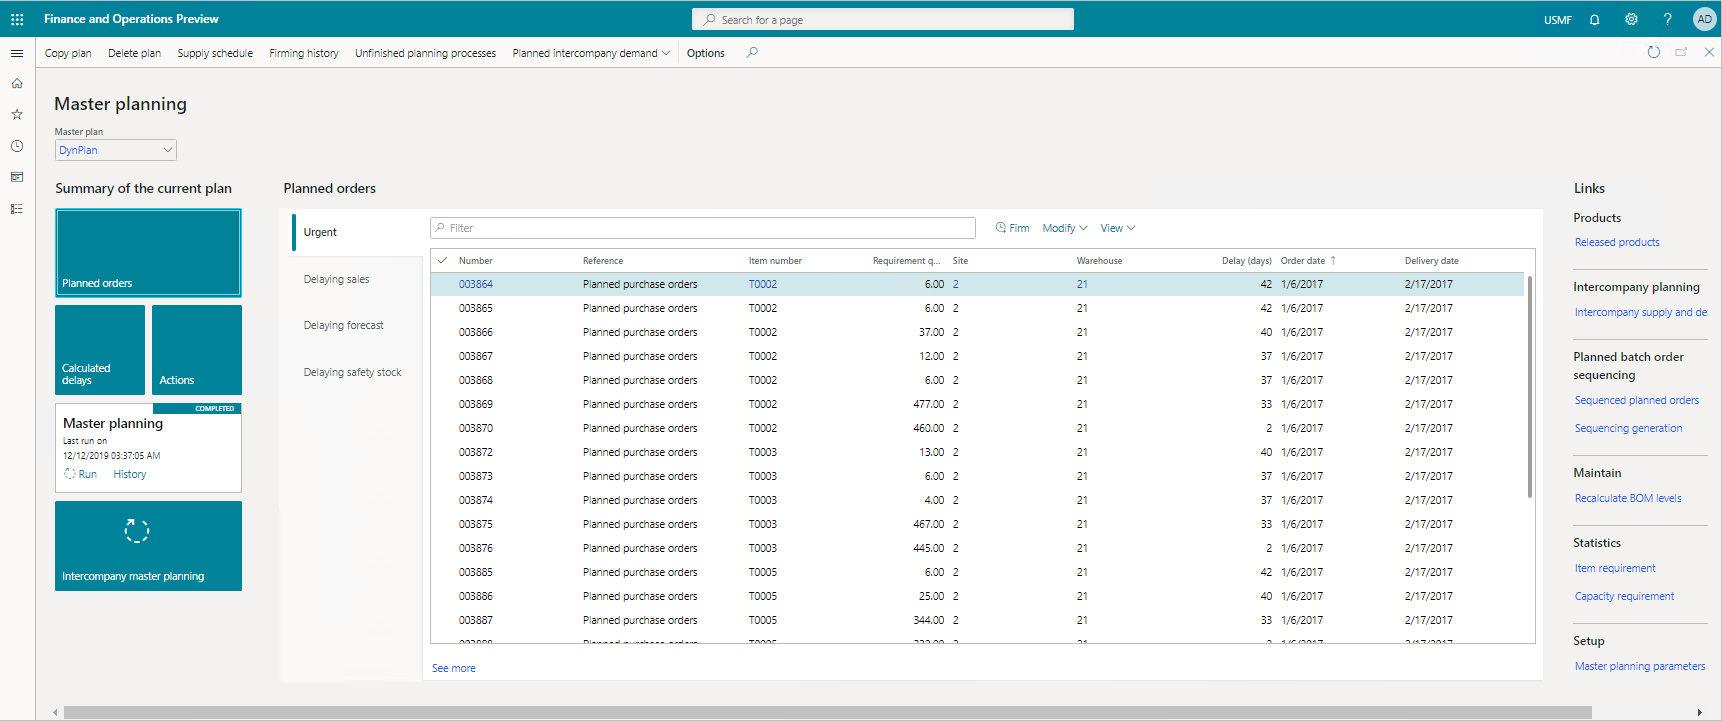 Finance and Operations Preview
Search for a page
USMF
?
AD
Copy plan Delete plan Supply schedule Firming history Unfinished planning processes Planned intercompany demand Options
Master planning
Master plan
DynPlan
Summary of the current plan
Planned orders
Calculated delays
Actions
COMPLETED
Master planning
Last run on
12/12/2019 03:37:05 AM
Run History
Intercompany master planning
Planned orders
Urgent
Delaying sales
Delaying forecast
Delaying safety stock
Filter
Firm Modify View
Number Reference Item number Requirement q... Site Warehouse Delay (days) Order date Delivery date
003864 Planned purchase orders T0002 6.00 2 21 42 1/6/2017 2/17/2017
003865 Planned purchase orders T0002 6.00 2 21 42 1/6/2017 2/17/2017
003866 Planned purchase orders T0002 37.00 2 21 40 1/6/2017 2/17/2017
003867 Planned purchase orders T0002 12.00 2 21 37 1/6/2017 2/17/2017
003868 Planned purchase orders T0002 6.00 2 21 37 1/6/2017 2/17/2017
003869 Planned purchase orders T0002 477.00 2 21 33 1/6/2017 2/17/2017
003870 Planned purchase orders T0002 460.00 2 21 2 1/6/2017 2/17/2017
003872 Planned purchase orders T0003 13.00 2 21 40 1/6/2017 2/17/2017
003873 Planned purchase orders T0003 6.00 2 21 37 1/6/2017 2/17/2017
003874 Planned purchase orders T0003 4.00 2 21 37 1/6/2017 2/17/2017
003875 Planned purchase orders T0003 467.00 2 21 33 1/6/2017 2/17/2017
003876 Planned purchase orders T0003 445.00 2 21 2 1/6/2017 2/17/2017
003885 Planned purchase orders T0005 6.00 2 21 42 1/6/2017 2/17/2017
003886 Planned purchase orders T0005 25.00 2 21 40 1/6/2017 2/17/2017
003887 Planned purchase orders T0005 344.00 2 21 33 1/6/2017 2/17/2017
See more
Links
Products
Released products
Intercompany planning
Intercompany supply and de
Planned batch order
sequencing
Sequenced planned orders
Sequencing generation
Maintain
Recalculate BOM levels
Statistics
Item requirement
Capacity requirement
Setup
Master planning parameters